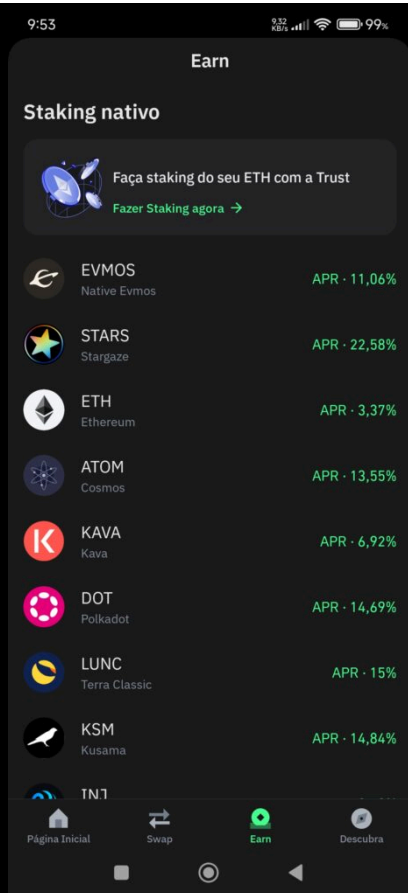 9:53
9,32
KB/s
99%
Earn
Staking nativo
Faça staking do seu ETH com a Trust
Fazer Staking agora →
EVMOS
Native Evmos
APR · 11,06%
STARS
Stargaze
APR · 22,58%
ETH
Ethereum
APR · 3,37%
ATOM
Cosmos
APR · 13,55%
KAVA
Kava
APR · 6,92%
DOT
Polkadot
APR · 14,69%
LUNC
Terra Classic
APR · 15%
KSM
Kusama
APR · 14,84%
INJ
Página Inicial
Swap
Earn
Descubra